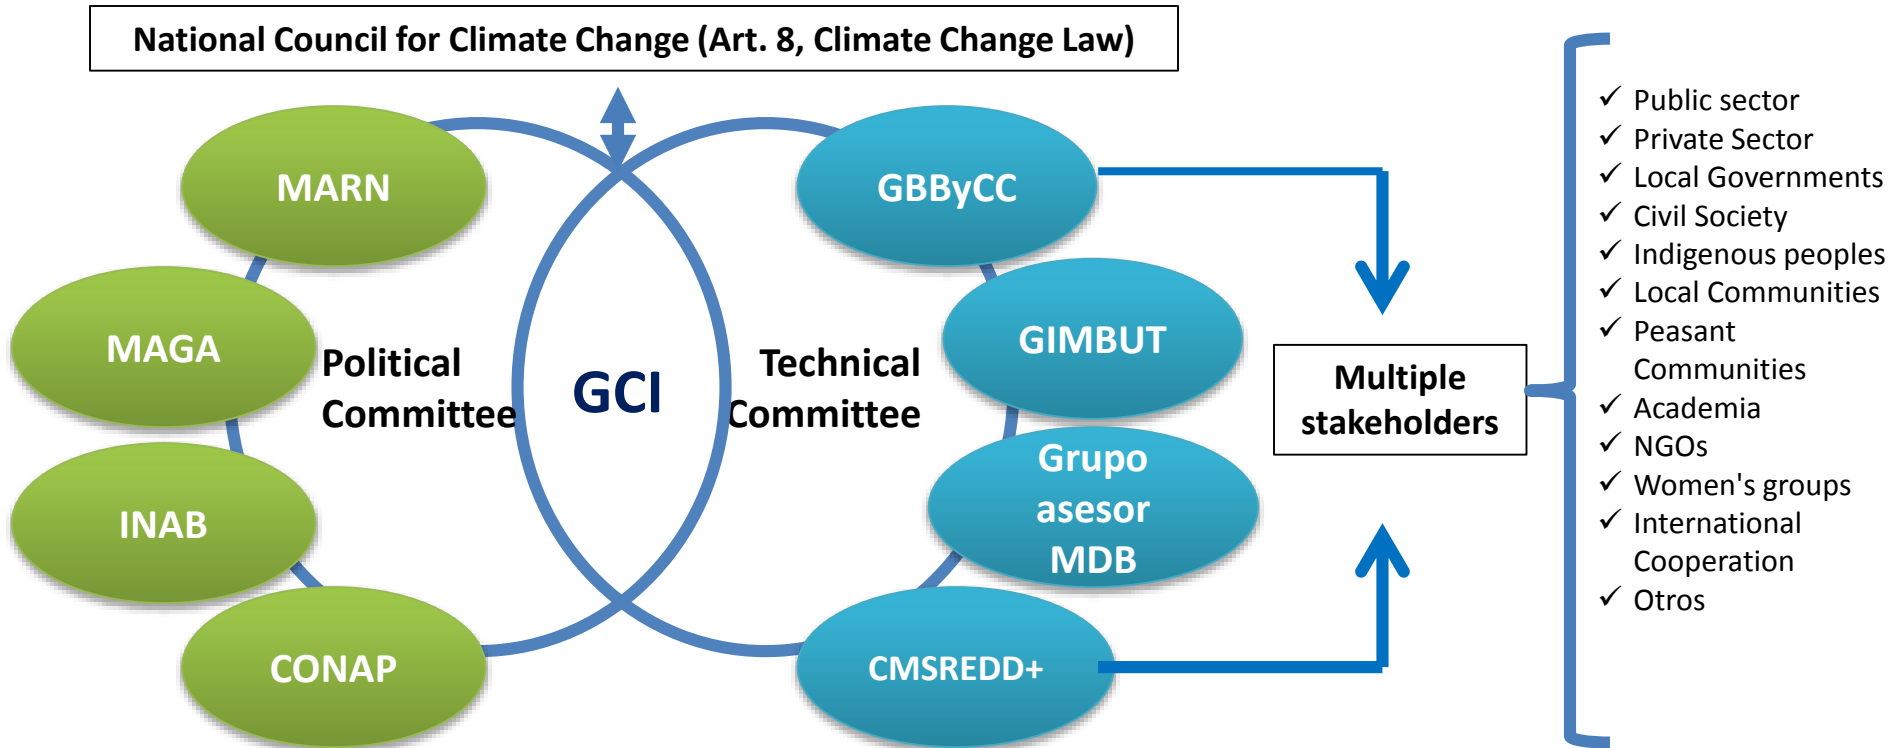 National Council for Climate Change (Art. 8, Climate Change Law)
MARN
MAGA
INAB
CONAP
Political
Committee
GCI
Technical
Committee
GBByCC
GIMBUT
Grupo
asesor
MDB
CMSREDD+
Multiple
stakeholders
✓ Public sector
✓ Private Sector
✓ Local Governments
✓ Civil Society
✓ Indigenous peoples
✓ Local Communities
✓ Peasant
Communities
✓ Academia
✓ NGOs
✓ Women's groups
✓ International
Cooperation
✓ Otros